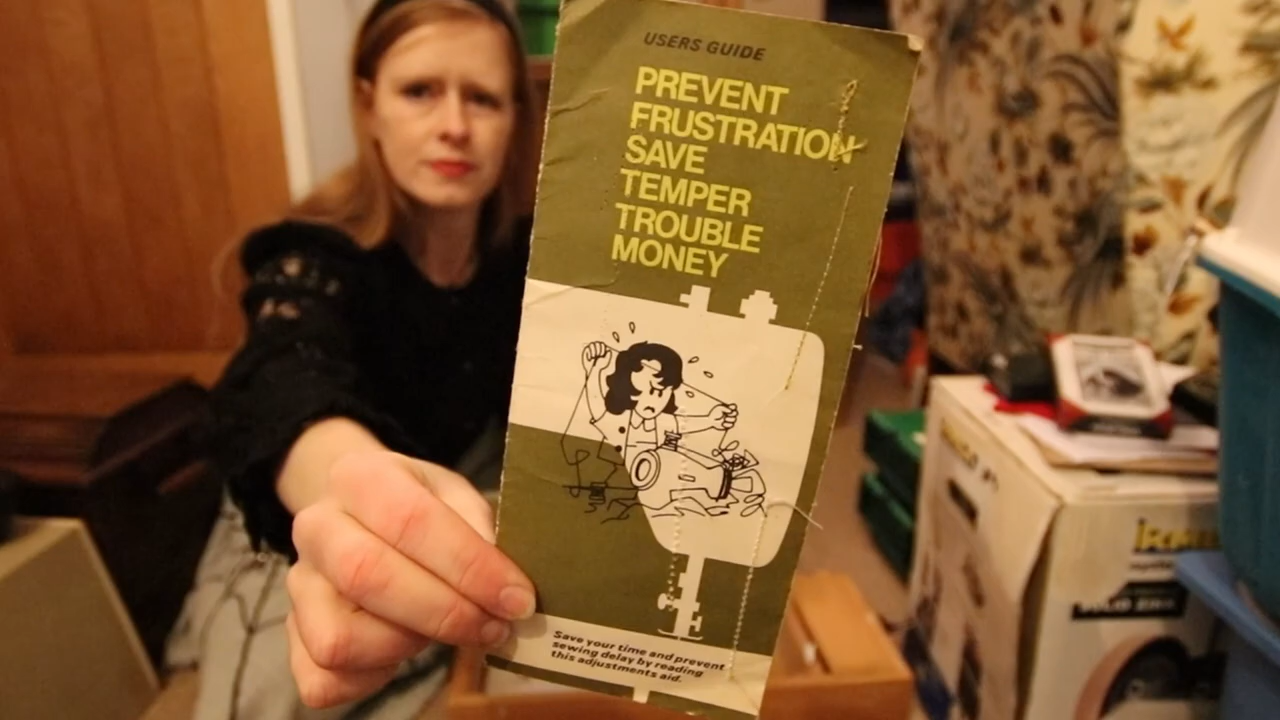 USERS GUIDE
PREVENT
FRUSTRATION
SAVE
TEMPER
TROUBLE
MONEY
Save your time and prevent
sewing delay by reading
this adjustments aid.